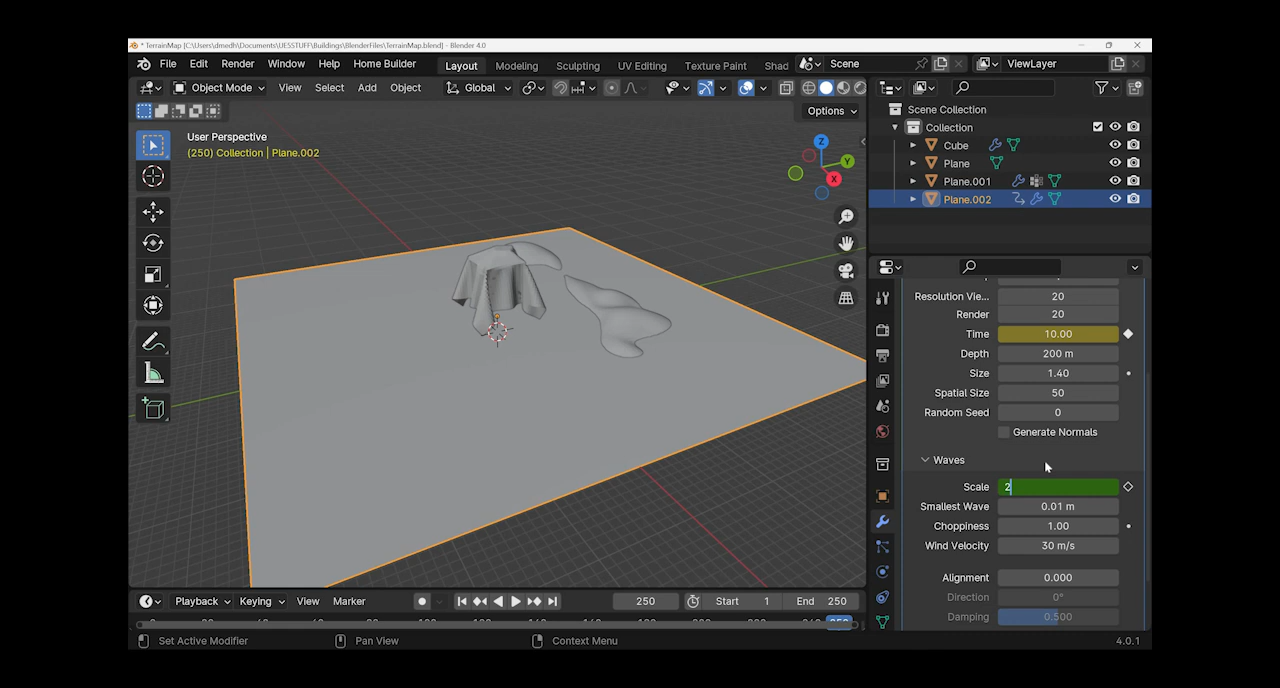 * TerrainMap [C:\Users\dmedh\Documents\UE5STUFF\Buildings\BlenderFiles\TerrainMap.blend] - Blender 4.0
File Edit Render Window Help Home Builder Layout Modeling Sculpting UV Editing Texture Paint Shad Scene ViewLayer
Object Mode View Select Add Object Global
Options
User Perspective
(250) Collection | Plane.002
Z
Y
X
Scene Collection
Collection
Cube
Plane
Plane.001
Plane.002
Resolution Vie... 20
Render 20
Time 10.00
Depth 200 m
Size 1.40
Spatial Size 50
Random Seed 0
Generate Normals
Waves
Scale 2
Smallest Wave 0.01 m
Choppiness 1.00
Wind Velocity 30 m/s
Alignment 0.000
Direction 0°
Damping 0.500
Playback Keying View Marker 250 Start 1 End 250
Set Active Modifier Pan View Context Menu 4.0.1